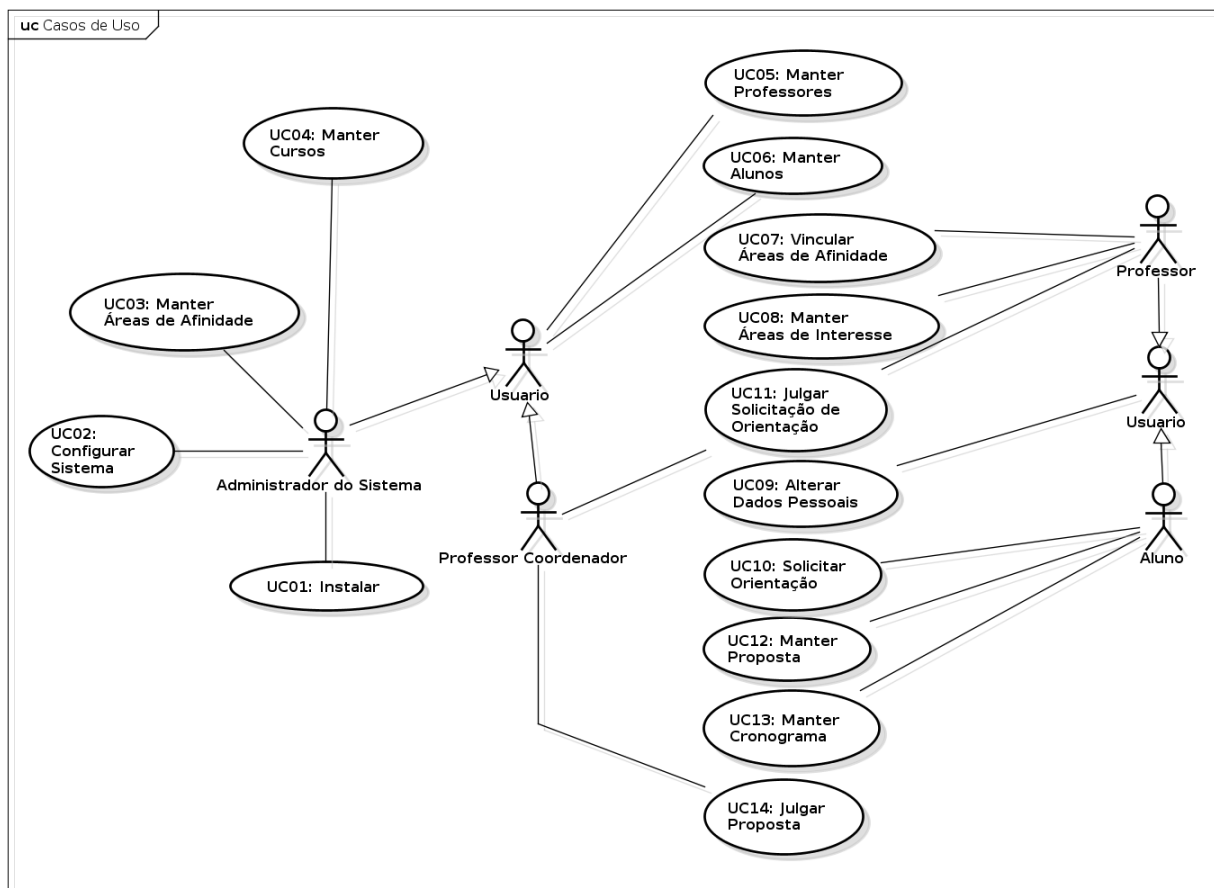 uc Casos de Uso
UC05: Manter
Professores
UC04: Manter
Cursos
UC06: Manter
Alunos
UC07: Vincular
Áreas de Afinidade
Professor
UC03: Manter
Áreas de Afinidade
UC08: Manter
Áreas de Interesse
Usuario
UC11: Julgar
Solicitação de
Orientação
Usuario
UC02:
Configurar
Sistema
Administrador do Sistema
UC09: Alterar
Dados Pessoais
Professor Coordenador
Aluno
UC10: Solicitar
Orientação
UC01: Instalar
UC12: Manter
Proposta
UC13: Manter
Cronograma
UC14: Julgar
Proposta